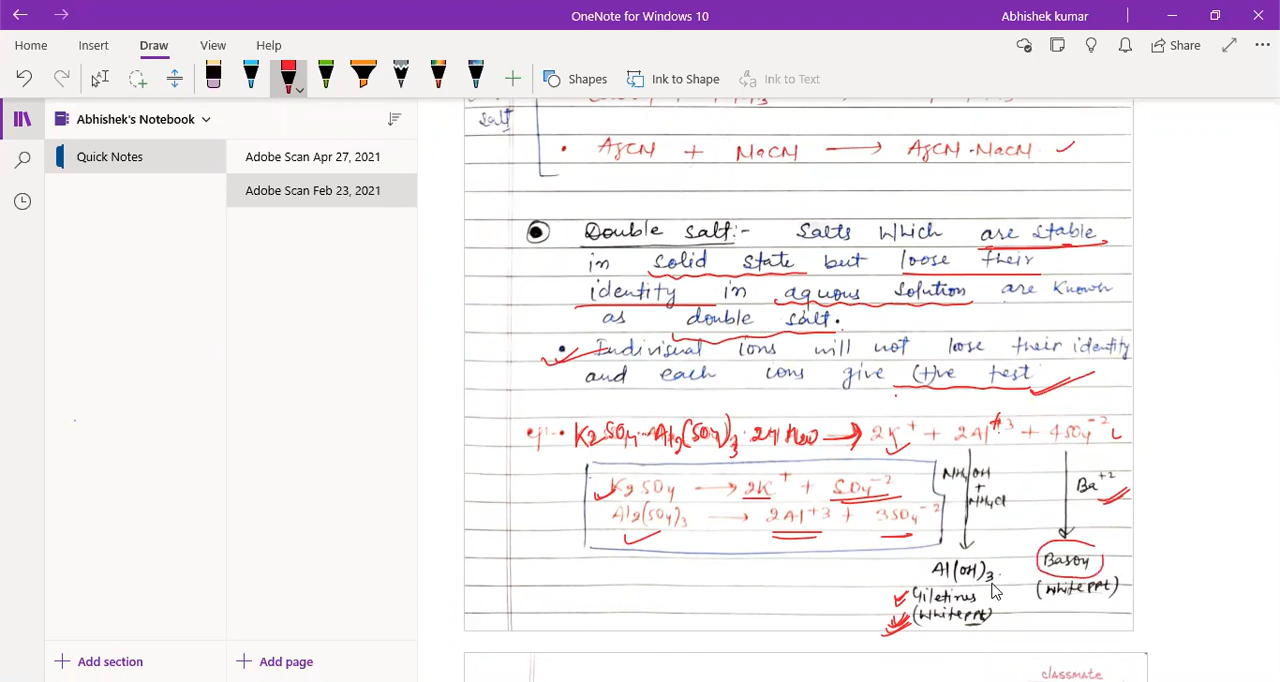 OneNote for Windows 10
Abhishek kumar
Home Insert Draw View Help
Share
Shapes Ink to Shape Ink to Text
Abhishek's Notebook
Quick Notes
Adobe Scan Apr 27, 2021
Adobe Scan Feb 23, 2021
Add section
Add page
salt
• AgCN + NaCN → AgCN·NaCN
Double salt:- Salts which are stable
in solid state but loose their
identity in aquous solution are known
as double salt.
• Indivisual ions will not loose their identity
and each ions give (+)ve test
eg:- • K2SO4·Al2(SO4)3·24H2O → 2K+ + 2Al+3 + 4SO4-2
K2SO4 → 2K+ + SO4-2
Al2(SO4)3 → 2Al+3 + 3SO4-2
NH4OH
+
NH4Cl
Ba+2
Al(OH)3
BaSO4
Giletinus
(White ppt)
(White ppt)
classmate